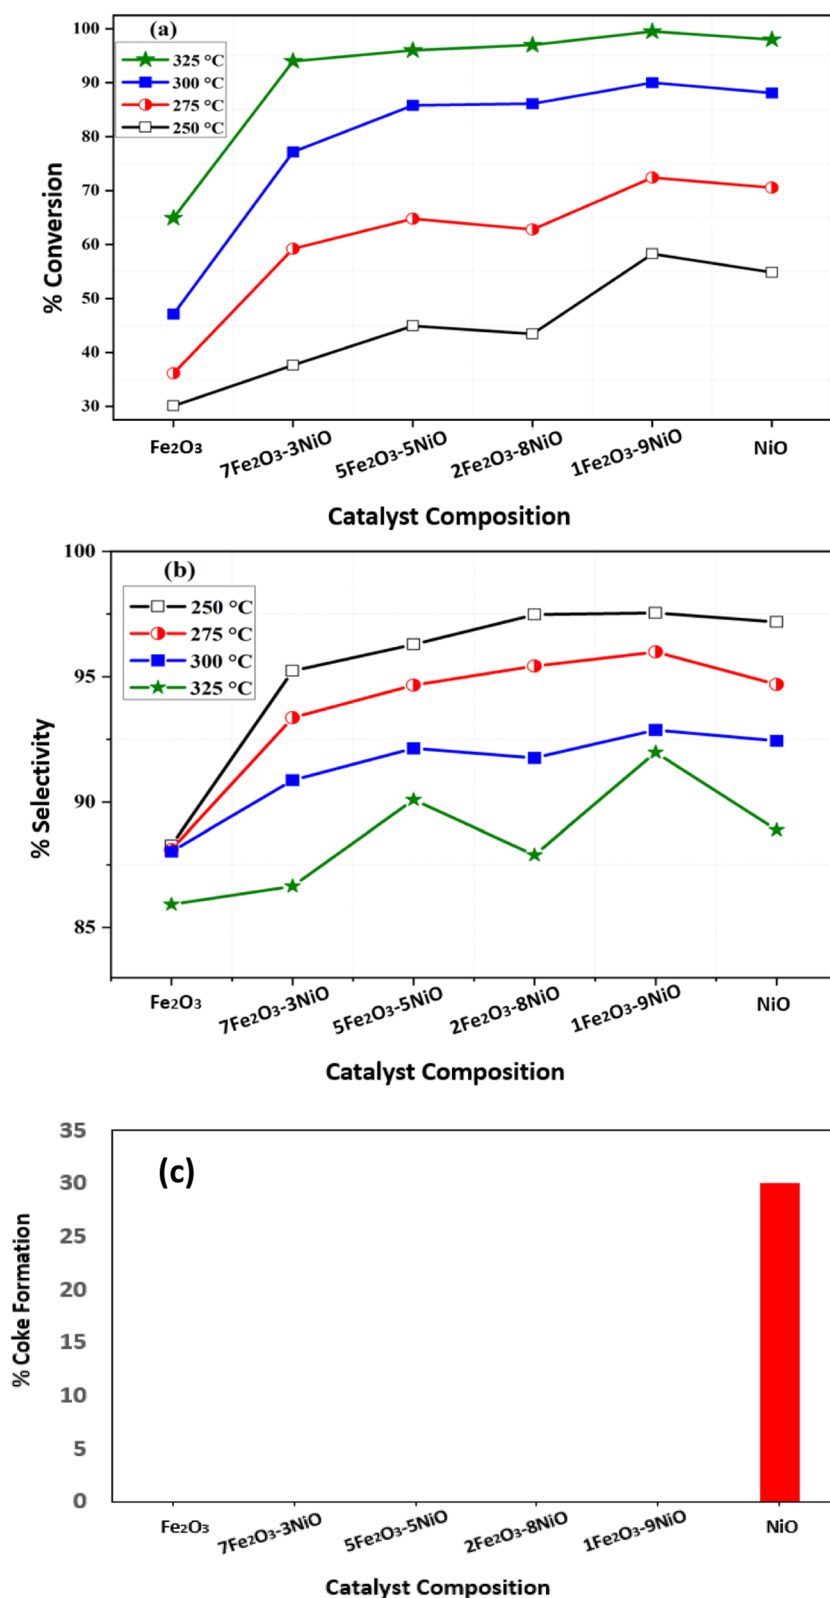 (a)
100
90
80
70
60
50
40
30
% Conversion
325 °C
300 °C
275 °C
250 °C
Fe₂O₃
7Fe₂O₃-3NiO
5Fe₂O₃-5NiO
2Fe₂O₃-8NiO
1Fe₂O₃-9NiO
NiO
Catalyst Composition
(b)
100
95
90
85
% Selectivity
250 °C
275 °C
300 °C
325 °C
Fe₂O₃
7Fe₂O₃-3NiO
5Fe₂O₃-5NiO
2Fe₂O₃-8NiO
1Fe₂O₃-9NiO
NiO
Catalyst Composition
(c)
35
30
25
20
15
10
5
0
% Coke Formation
Fe₂O₃
7Fe₂O₃-3NiO
5Fe₂O₃-5NiO
2Fe₂O₃-8NiO
1Fe₂O₃-9NiO
NiO
Catalyst Composition